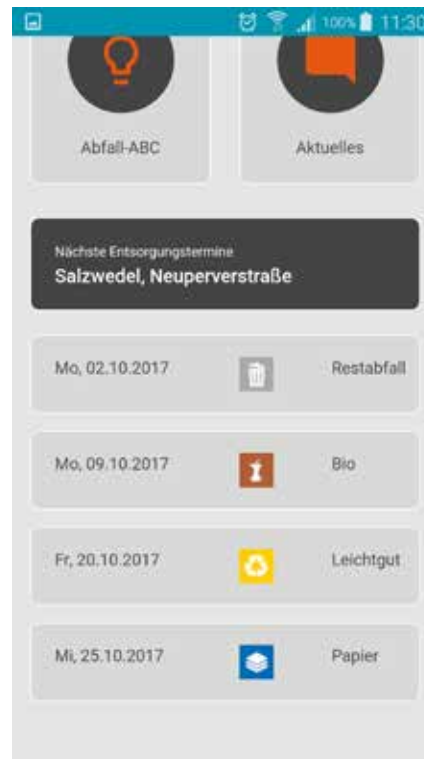 100% 11:30
Abfall-ABC Aktuelles
Nächste Entsorgungstermine
Salzwedel, Neuperverstraße
Mo, 02.10.2017 Restabfall
Mo, 09.10.2017 Bio
Fr, 20.10.2017 Leichtgut
Mi, 25.10.2017 Papier